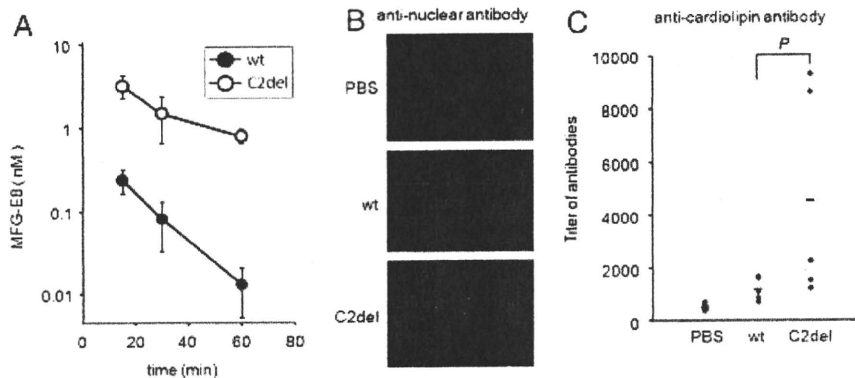 A
MFG-E8 (nM)
10
1
0.1
0.01
0 20 40 60 80
time (min)
wt
C2del
B
anti-nuclear antibody
PBS
wt
C2del
C
anti-cardiolipin antibody
P
Titer of antibodies
10000
8000
6000
4000
2000
0
PBS wt C2del